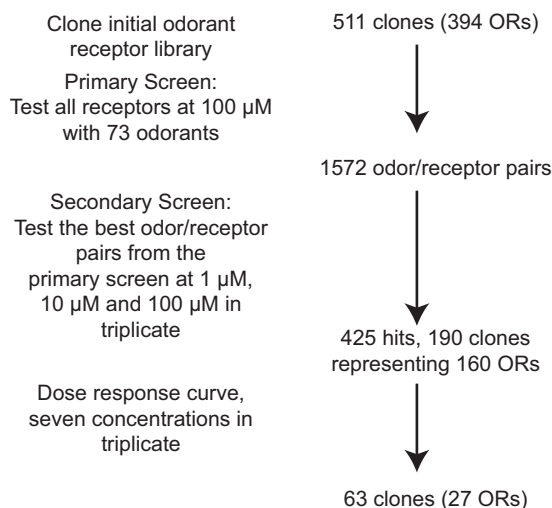 Clone initial odorant
receptor library
511 clones (394 ORs)
Primary Screen:
Test all receptors at 100 µM
with 73 odorants
1572 odor/receptor pairs
Secondary Screen:
Test the best odor/receptor
pairs from the
primary screen at 1 µM,
10 µM and 100 µM in
triplicate
425 hits, 190 clones
representing 160 ORs
Dose response curve,
seven concentrations in
triplicate
63 clones (27 ORs)